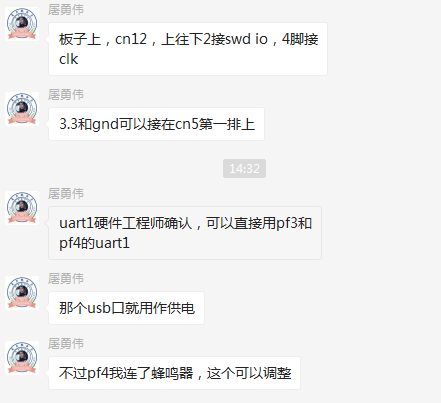 屠勇伟
板子上，cn12，上往下2接swd io，4脚接
clk
屠勇伟
3.3和gnd可以接在cn5第一排上
14:32
屠勇伟
uart1硬件工程师确认，可以直接用pf3和
pf4的uart1
屠勇伟
那个usb口就用作供电
屠勇伟
不过pf4我连了蜂鸣器，这个可以调整